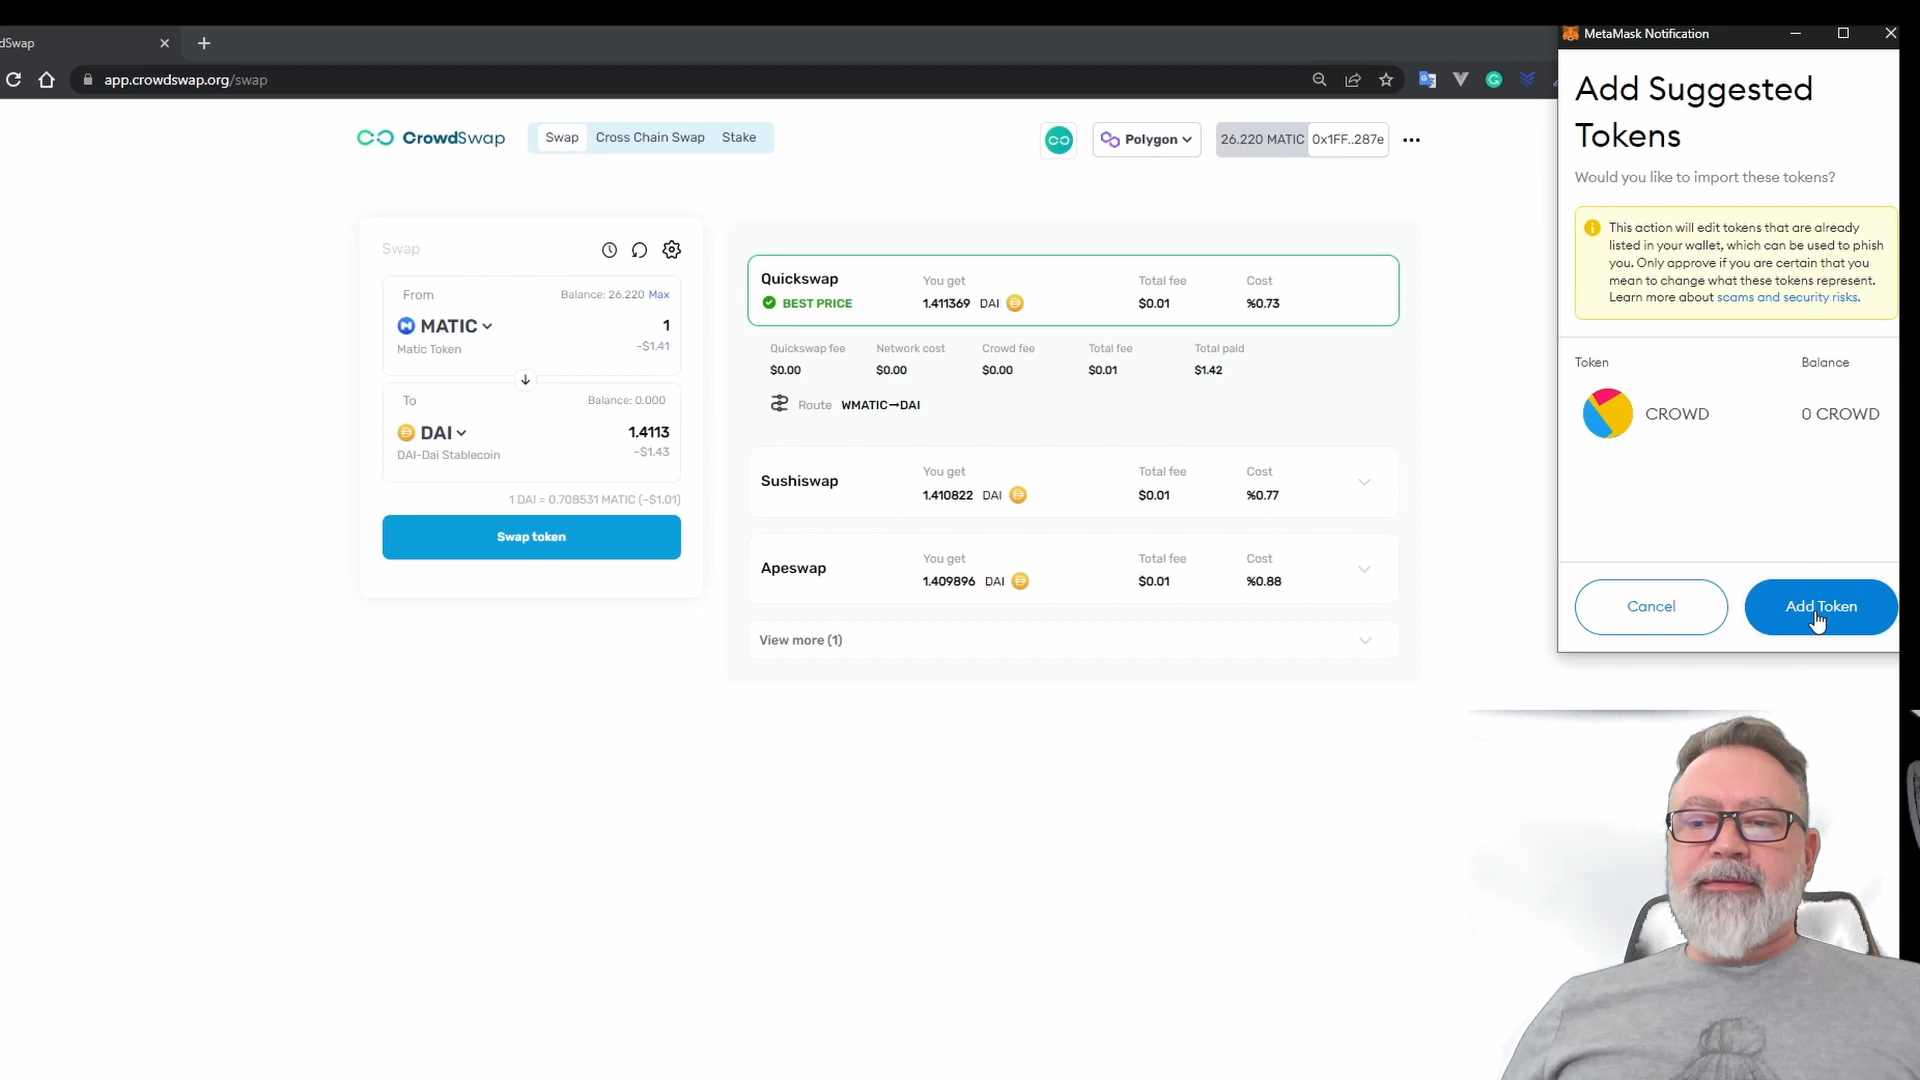 dSwap
MetaMask Notification
app.crowdswap.org/swap
CrowdSwap
Swap
Cross Chain Swap
Stake
Polygon
26.220 MATIC
0x1FF..287e
Swap
From
Balance: 26.220 Max
MATIC
1
Matic Token
~$1.41
To
Balance: 0.000
DAI
1.4113
DAI-Dai Stablecoin
~$1.43
1 DAI = 0.708531 MATIC (~$1.01)
Swap token
Quickswap
BEST PRICE
You get
1.411369 DAI
Total fee
$0.01
Cost
%0.73
Quickswap fee
$0.00
Network cost
$0.00
Crowd fee
$0.00
Total fee
$0.01
Total paid
$1.42
Route WMATIC→DAI
Sushiswap
You get
1.410822 DAI
Total fee
$0.01
Cost
%0.77
Apeswap
You get
1.409896 DAI
Total fee
$0.01
Cost
%0.88
View more (1)
Add Suggested
Tokens
Would you like to import these tokens?
This action will edit tokens that are already
listed in your wallet, which can be used to phish
you. Only approve if you are certain that you
mean to change what these tokens represent.
Learn more about scams and security risks.
Token
Balance
CROWD
0 CROWD
Cancel
Add Token